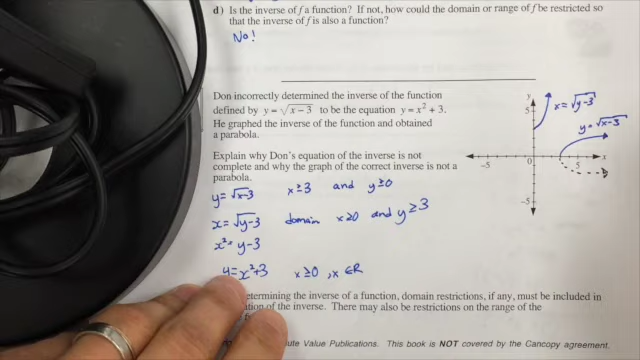 d) Is the inverse of f a function? If not, how could the domain or range of f be restricted so
that the inverse of f is also a function?
No!
Don incorrectly determined the inverse of the function
defined by y = √x − 3 to be the equation y = x² + 3.
He graphed the inverse of the function and obtained
a parabola.
y
5
x = √y-3
y = √x-3
−5
0
5
x
−5
Explain why Don's equation of the inverse is not
complete and why the graph of the correct inverse is not a
parabola.
y = √x-3 x ≥ 3 and y ≥ 0
x = √y-3 domain x ≥ 0 and y ≥ 3
x² = y-3
y = x²+3 x ≥ 0 , x ∈ R
etermining the inverse of a function, domain restrictions, if any, must be included in
ation of the inverse. There may also be restrictions on the range of the
ute Value Publications. This book is NOT covered by the Cancopy agreement.